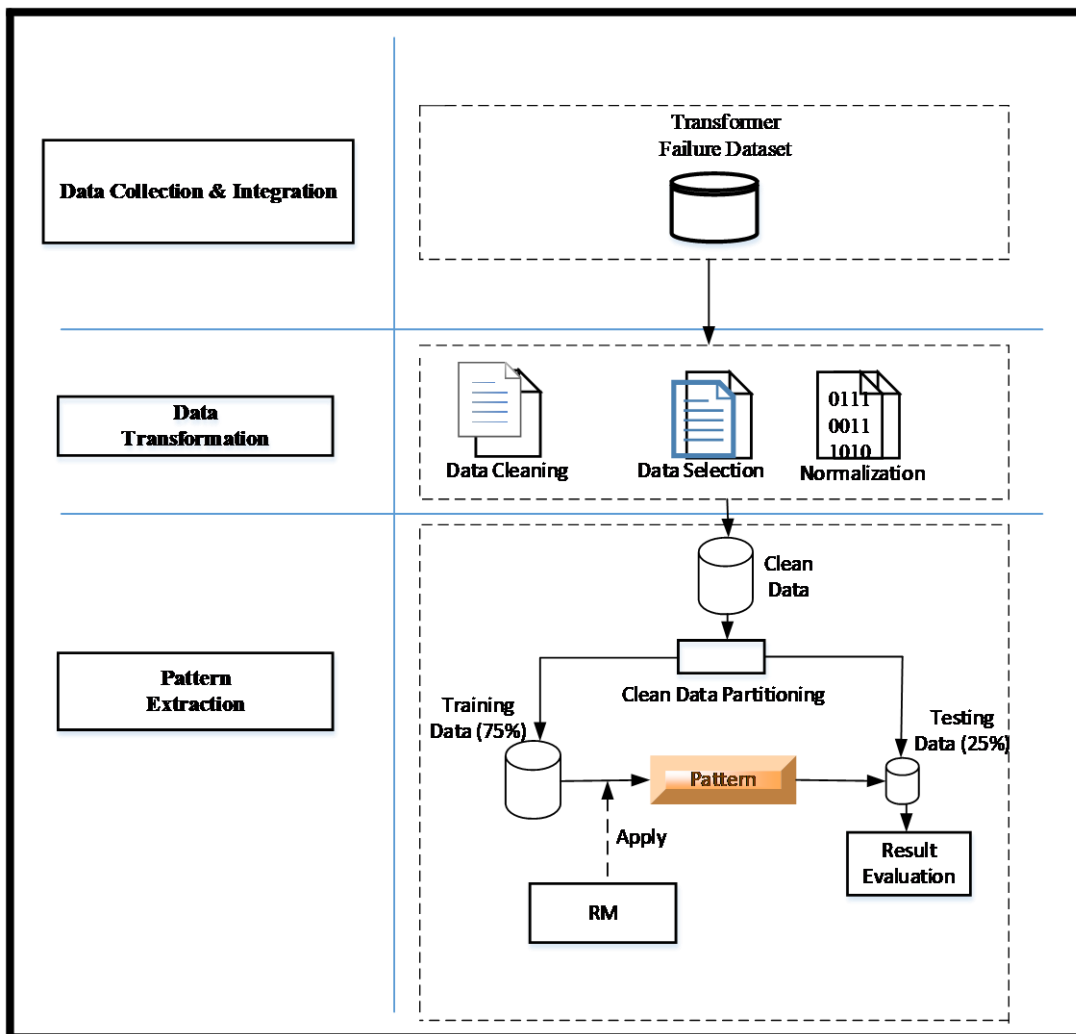 Data Collection & Integration
Transformer
Failure Dataset
Data
Transformation
0111
0011
1010
Data Cleaning
Data Selection
Normalization
Clean
Data
Pattern
Extraction
Clean Data Partitioning
Training
Data (75%)
Testing
Data (25%)
Pattern
Apply
Result
Evaluation
RM